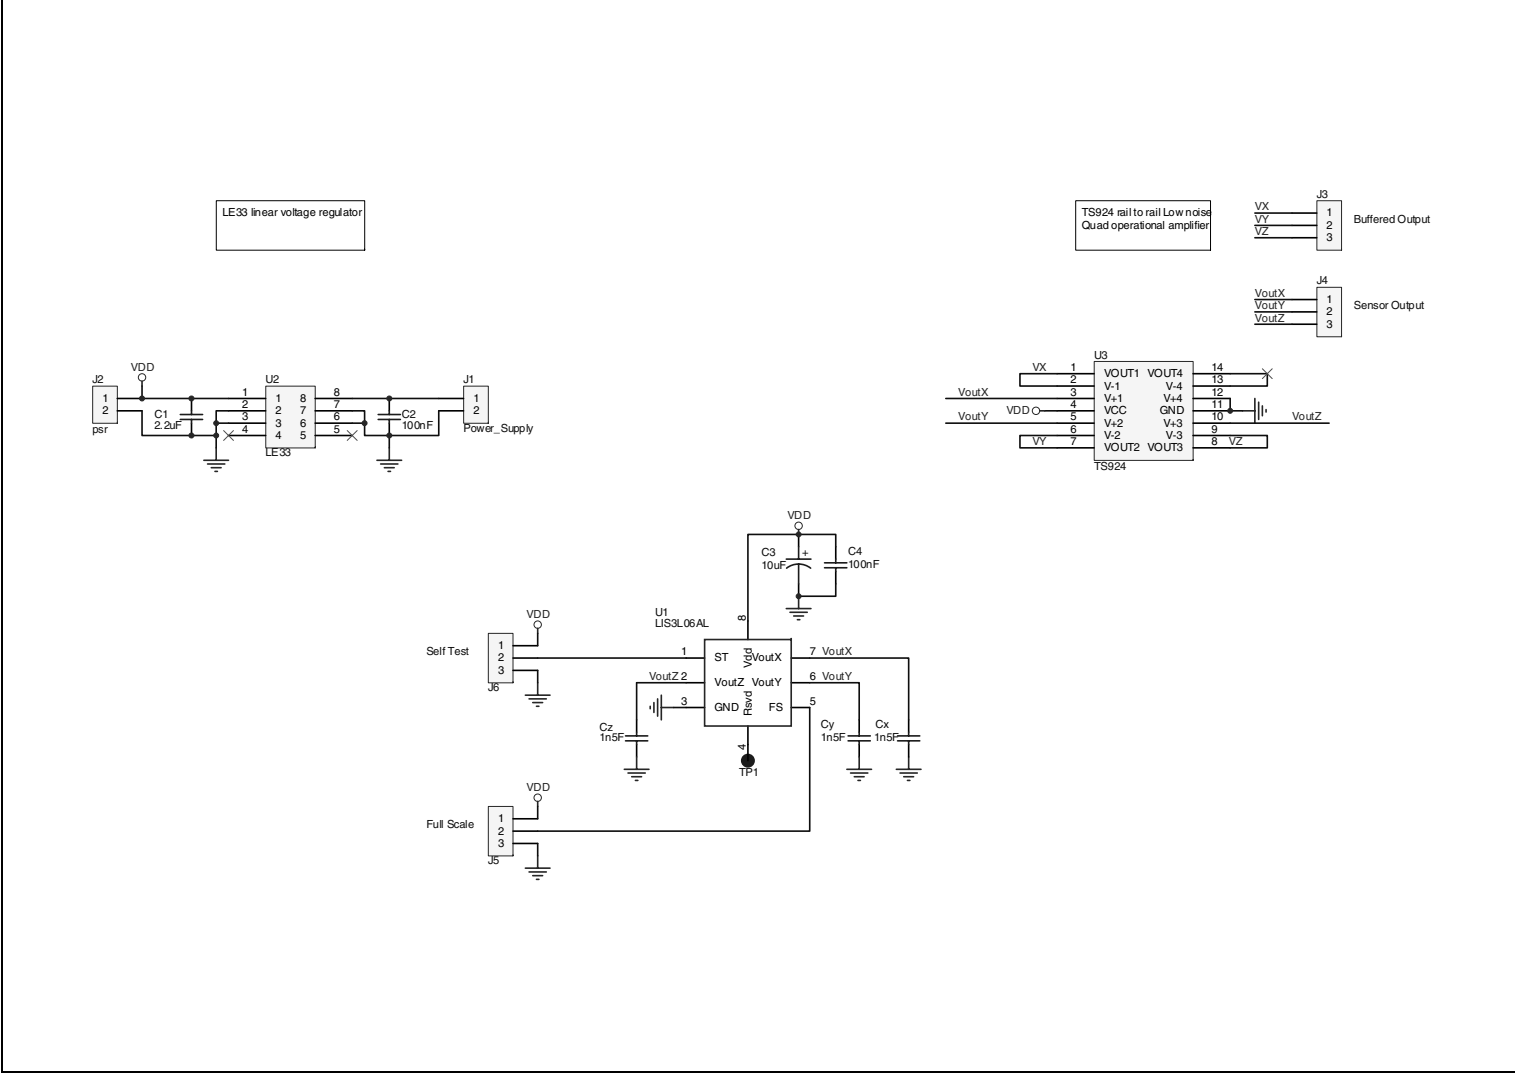 LE33 linear voltage regulator
TS924 rail to rail Low noise
Quad operational amplifier
J3
VX
VY
VZ
1
2
3
Buffered Output
J4
VoutX
VoutY
VoutZ
1
2
3
Sensor Output
J2
1
2
psr
VDD
C1
2.2uF
U2
1
2
3
4
1
2
3
4
8
7
6
5
8
7
6
5
LE33
C2
100nF
J1
1
2
Power_Supply
U3
VX
VoutX
VDD
VoutY
VY
1
2
3
4
5
6
7
VOUT1 VOUT4
V-1 V-4
V+1 V+4
VCC GND
V+2 V+3
V-2 V-3
VOUT2 VOUT3
14
13
12
11
10
9
8
VoutZ
VZ
TS924
VDD
C3
10uF
+
C4
100nF
U1
LIS3L06AL
8
VDD
Self Test
1
2
3
J6
1
VoutZ 2
3
ST
VoutZ
GND
Vdd
Rsvd
VoutX
VoutY
FS
7 VoutX
6 VoutY
5
4
TP1
Cz
1n5F
Cy
1n5F
Cx
1n5F
VDD
Full Scale
1
2
3
J5